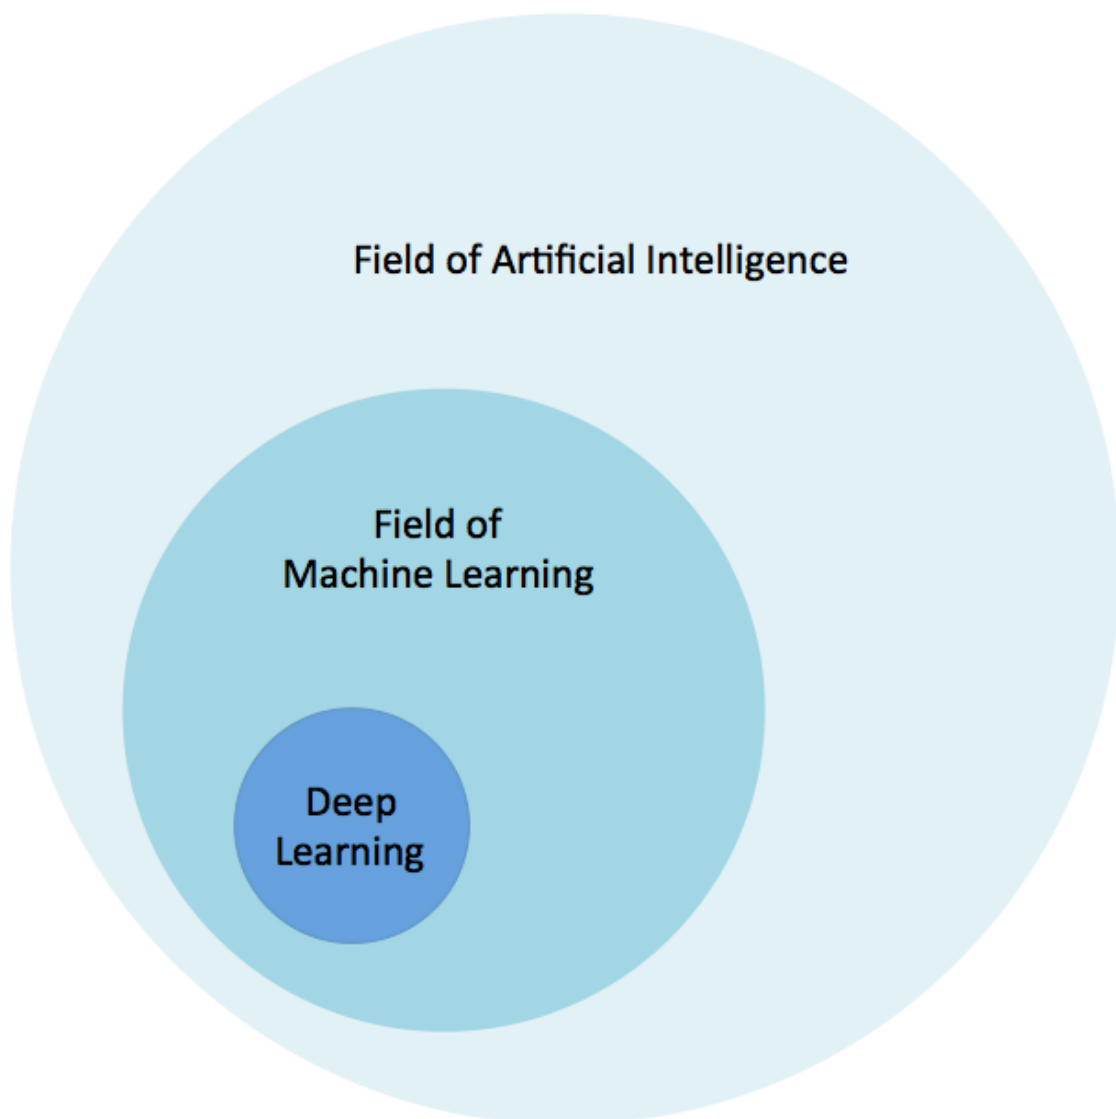 Field of Artificial Intelligence
Field of
Machine Learning
Deep
Learning